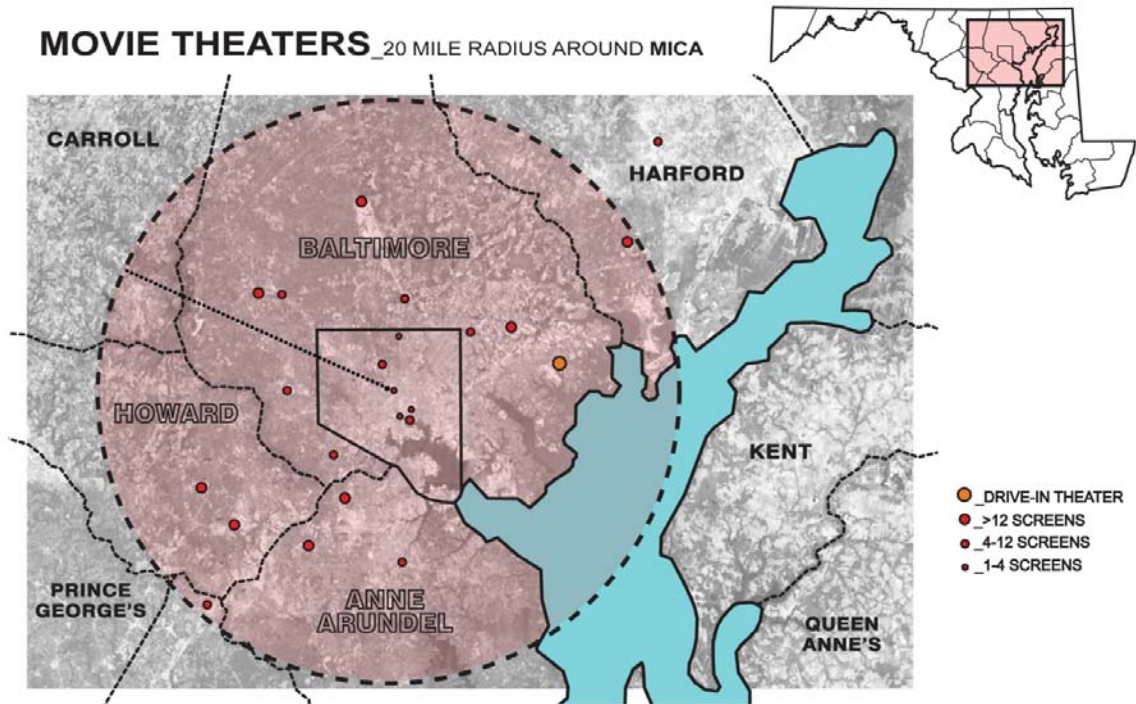 MOVIE THEATERS_20 MILE RADIUS AROUND MICA
CARROLL
HARFORD
BALTIMORE
HOWARD
KENT
PRINCE
GEORGE'S
ANNE
ARUNDEL
QUEEN
ANNE'S
_DRIVE-IN THEATER
_>12 SCREENS
_4-12 SCREENS
_1-4 SCREENS